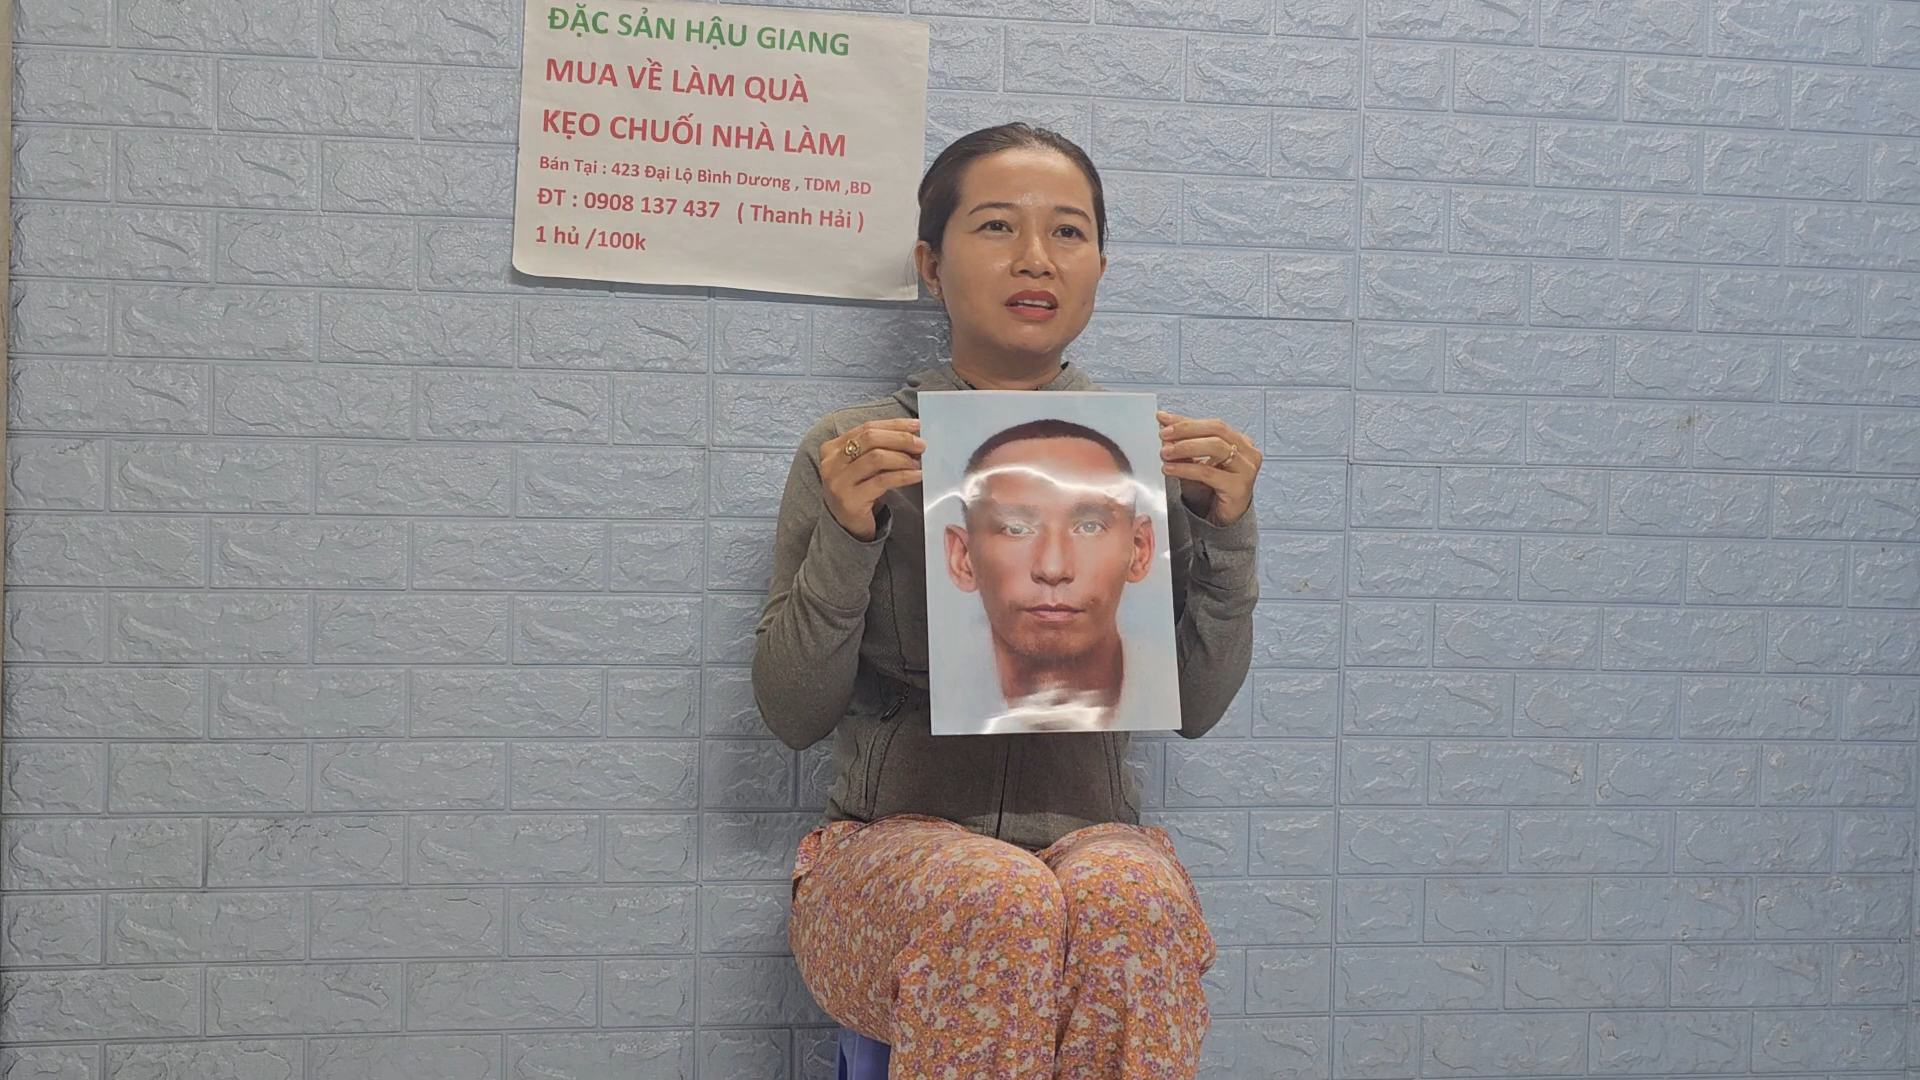 ĐẶC SẢN HẬU GIANG
MUA VỀ LÀM QUÀ
KẸO CHUỐI NHÀ LÀM
Bán Tại : 423 Đại Lộ Bình Dương , TDM ,BD
ĐT : 0908 137 437 ( Thanh Hải )
1 hủ /100k